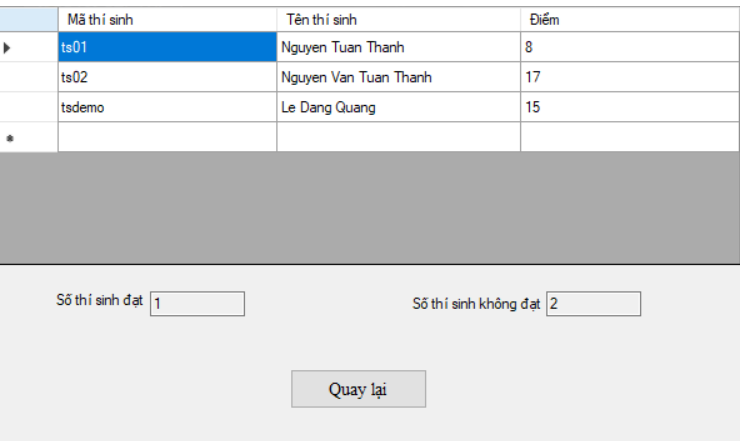 Mã thí sinh Tên thí sinh Điểm
ts01 Nguyen Tuan Thanh 8
ts02 Nguyen Van Tuan Thanh 17
tsdemo Le Dang Quang 15
Số thí sinh đạt 1 Số thí sinh không đạt 2
Quay lại